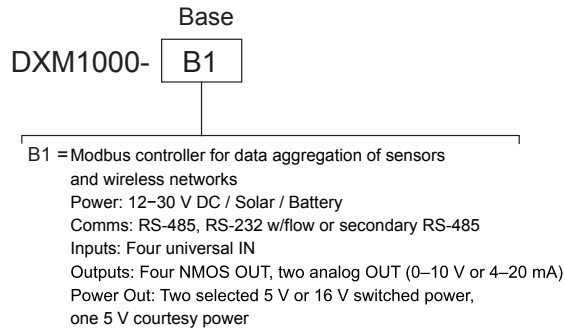 Base
DXM1000- B1
B1 = Modbus controller for data aggregation of sensors
and wireless networks
Power: 12−30 V DC / Solar / Battery
Comms: RS-485, RS-232 w/flow or secondary RS-485
Inputs: Four universal IN
Outputs: Four NMOS OUT, two analog OUT (0–10 V or 4–20 mA)
Power Out: Two selected 5 V or 16 V switched power,
one 5 V courtesy power